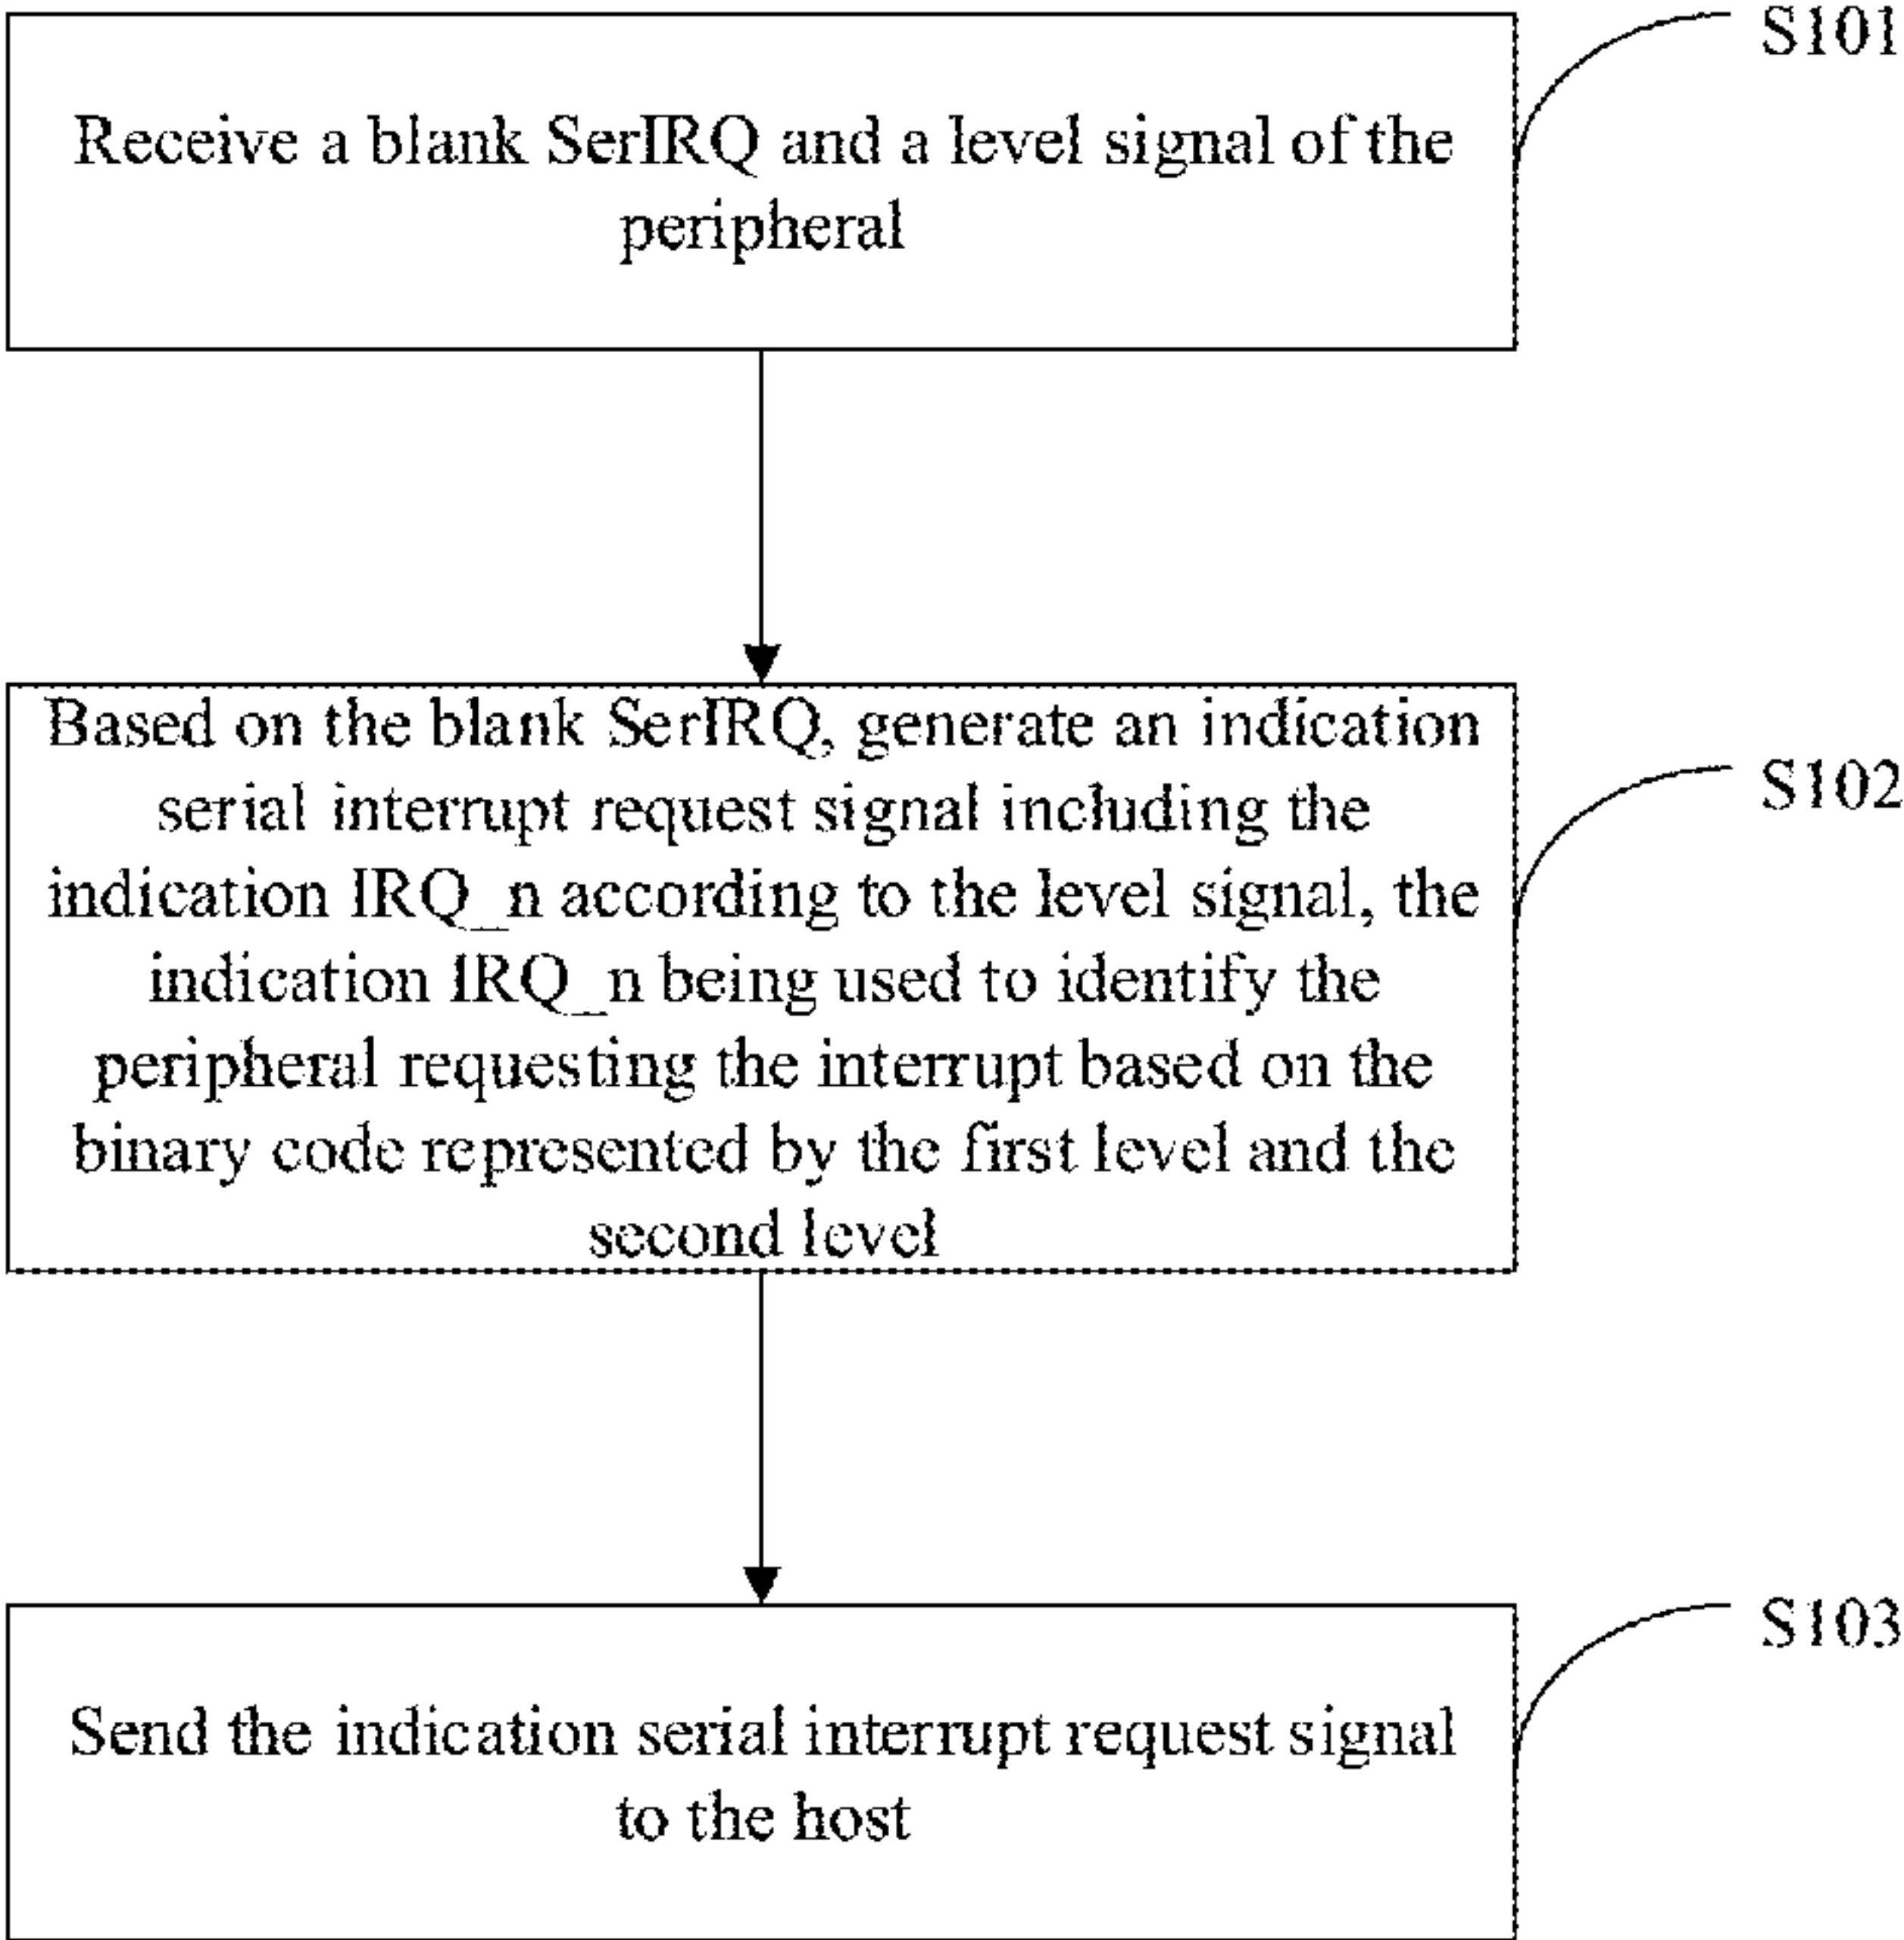 S101
Receive a blank SerIRQ and a level signal of the
peripheral
Based on the blank SerIRQ, generate an indication
S102
serial interrupt request signal including the
indication IRQ_n according to the level signal, the
indication IRQ_n being used to identify the
peripheral requesting the interrupt based on the
binary code represented by the first level and the
second level
S103
Send the indication serial interrupt request signal
to the host